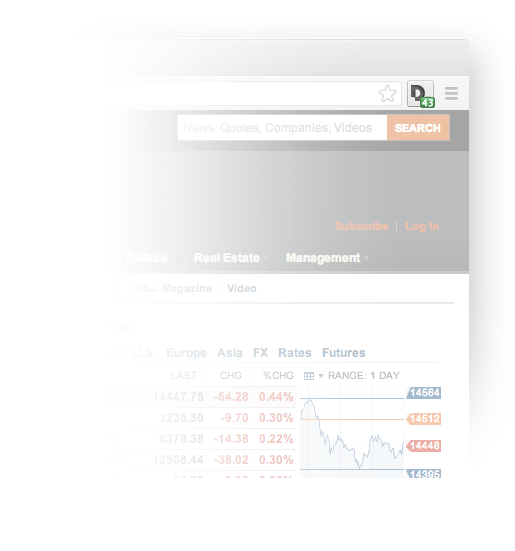 D
43
News, Quotes, Companies, Videos SEARCH
Subscribe Log In
Culture Real Estate Management
WSJ. Magazine Video
U.S. Europe Asia FX Rates Futures
LAST CHG %CHG RANGE: 1 DAY
14447.75 -64.28 0.44% 14564
3235.30 -9.70 0.30% 14512
6378.38 -14.38 0.22% 14448
12508.44 -38.02 0.30%
14395